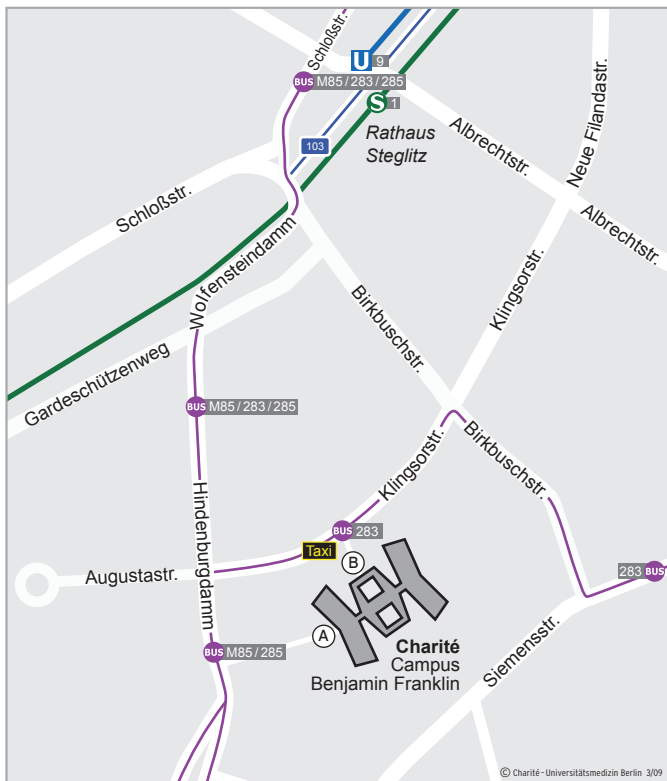 Schloßstr.
U 9
BUS M85/283/285
S 1
Rathaus
Steglitz
Albrechtstr.
Neue Filandastr.
103
Schloßstr.
Albrechtstr.
Wolfensteindamm
Klingsorstr.
Birkbuschstr.
Gardeschützenweg
BUS M85/283/285
Klingsorstr.
Birkbuschstr.
Hindenburgdamm
BUS 283
Taxi
B
283 BUS
Augustastr.
A
BUS M85/285
Charité
Campus
Benjamin Franklin
Siemensstr.
© Charité-Universitätsmedizin Berlin 3/09